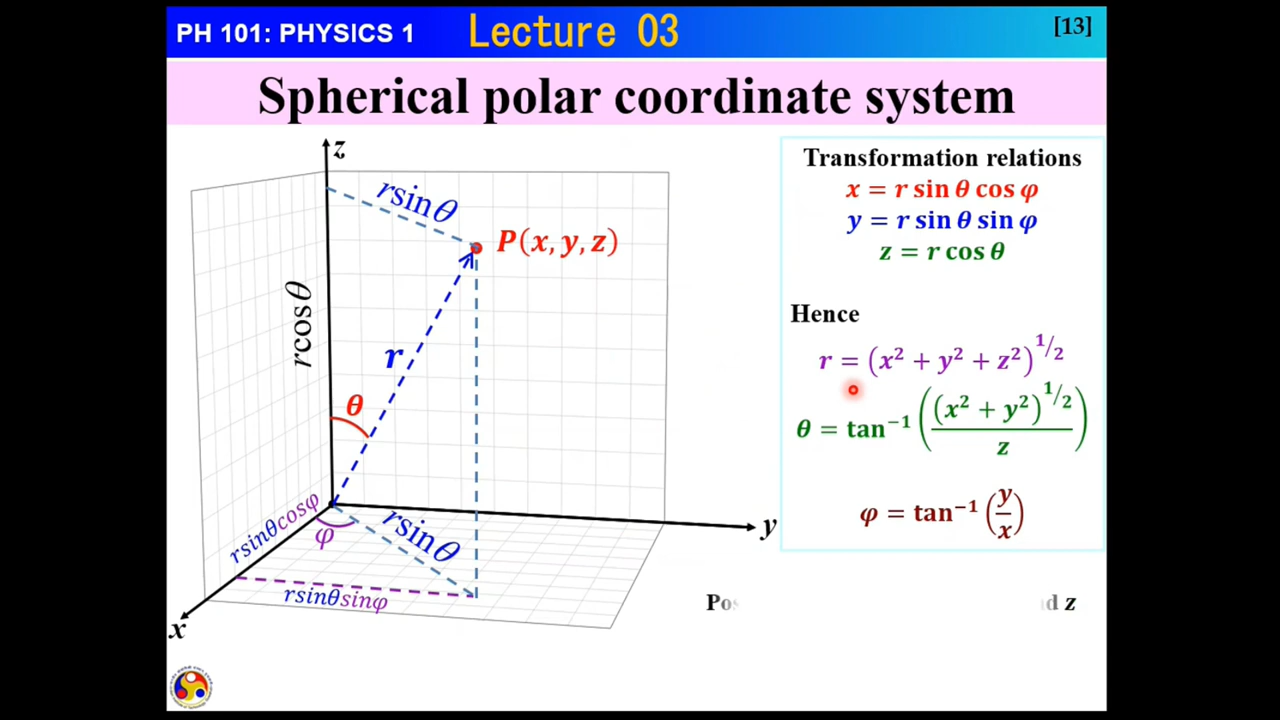 PH 101: PHYSICS 1 Lecture 03 [13]
Spherical polar coordinate system
z
rsinθ
P(x, y, z)
rcosθ
r
θ
rsinθcosφ
φ
rsinθ
y
rsinθsinφ
x
Transformation relations
x = r sin θ cos φ
y = r sin θ sin φ
z = r cos θ
Hence
r = (x² + y² + z²)^1/2
θ = tan⁻¹ ((x² + y²)^1/2 / z)
φ = tan⁻¹ (y/x)
z